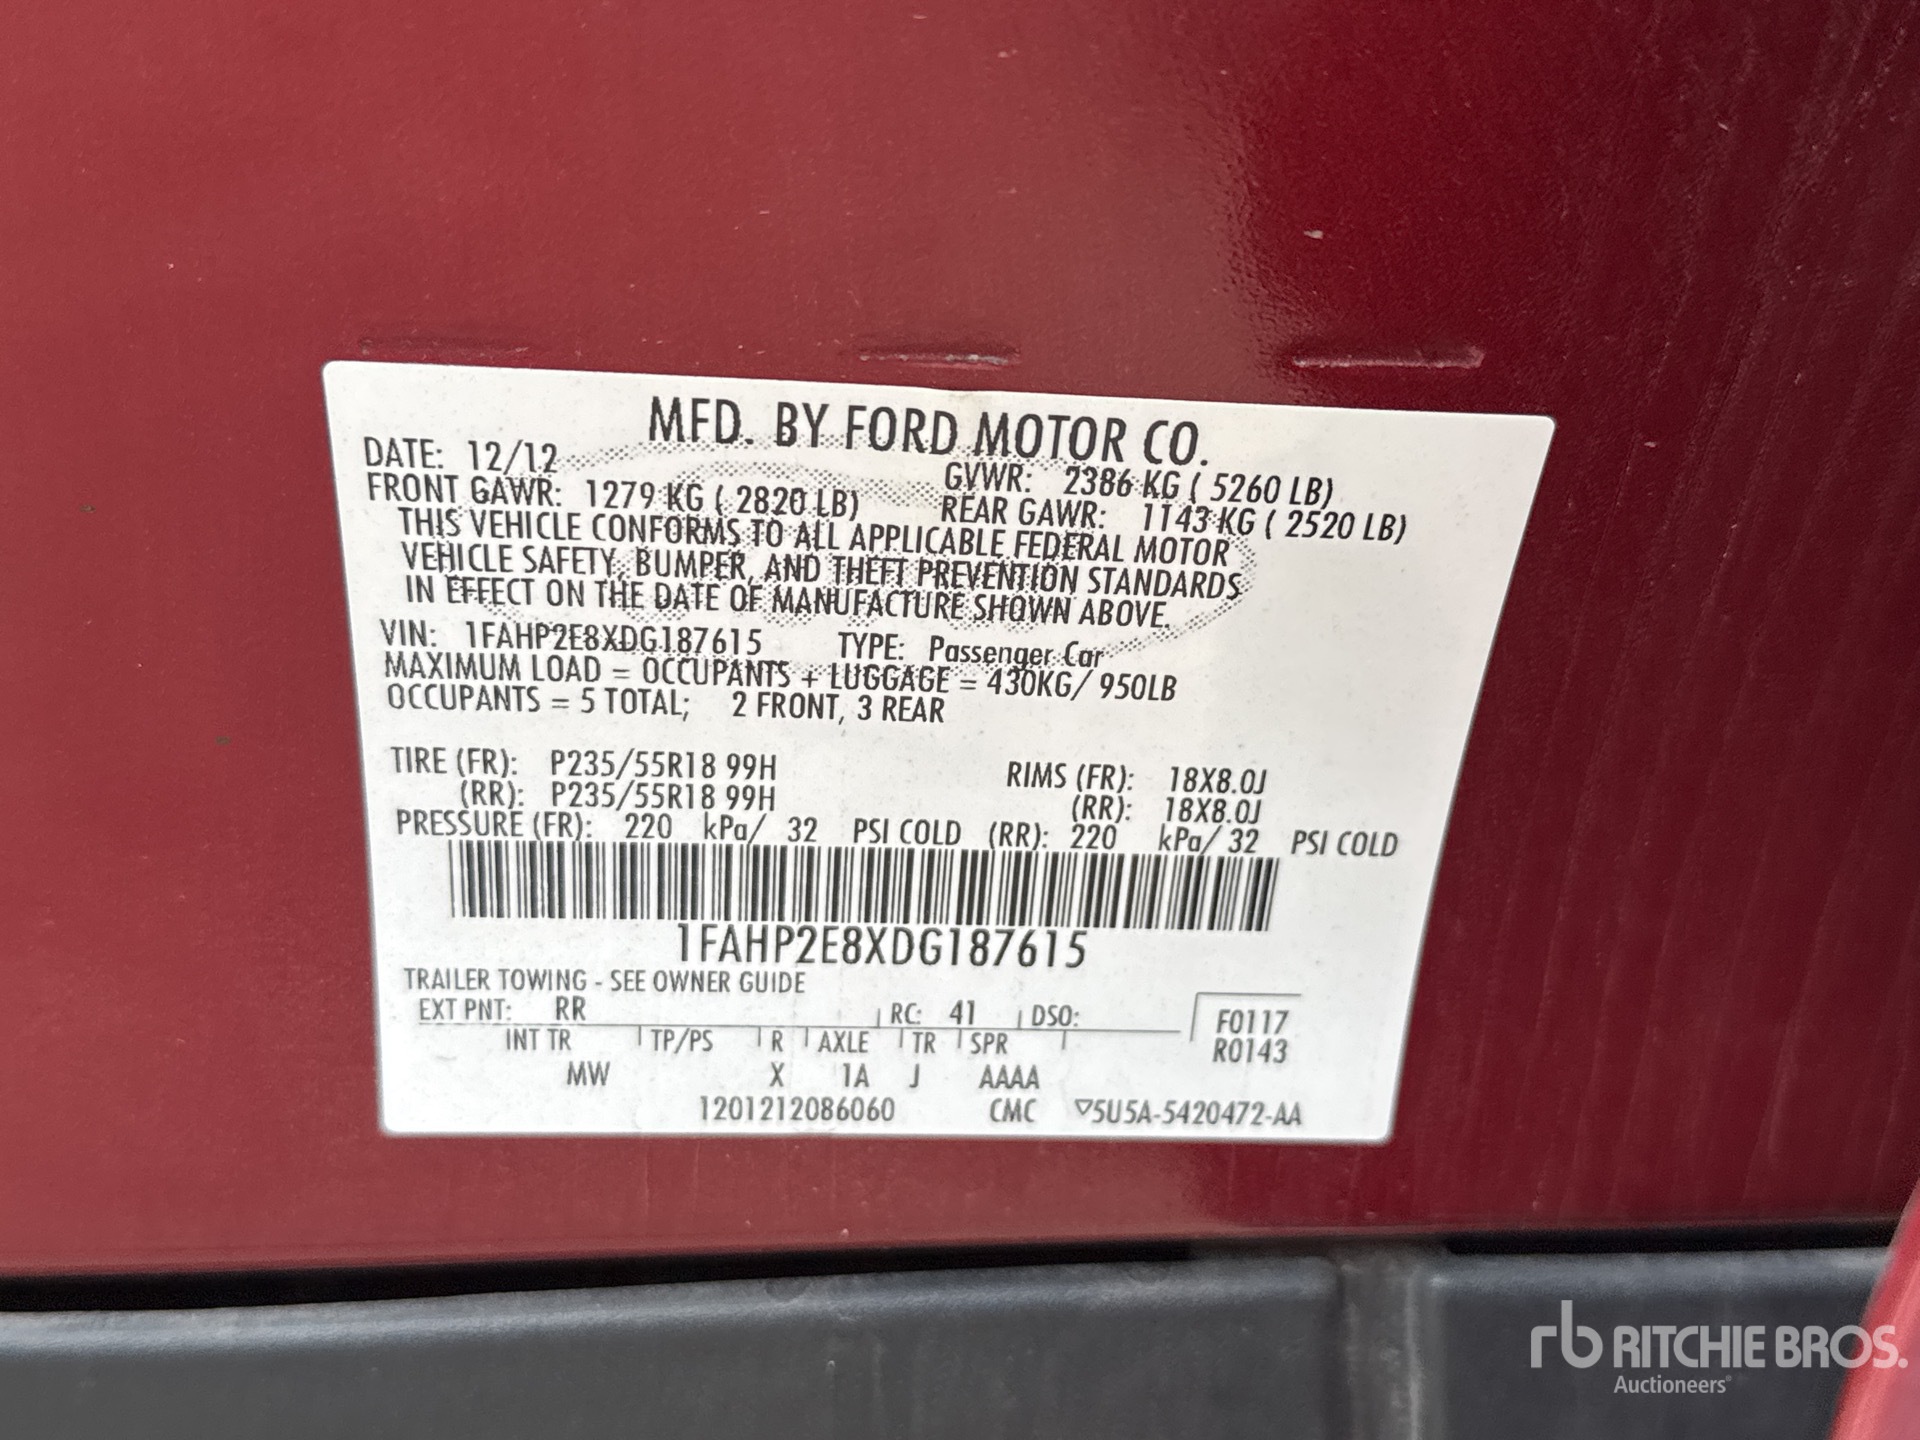 MFD. BY FORD MOTOR CO.
DATE: 12/12 GVWR: 2386 KG ( 5260 LB)
FRONT GAWR: 1279 KG ( 2820 LB) REAR GAWR: 1143 KG ( 2520 LB)
THIS VEHICLE CONFORMS TO ALL APPLICABLE FEDERAL MOTOR
VEHICLE SAFETY, BUMPER, AND THEFT PREVENTION STANDARDS
IN EFFECT ON THE DATE OF MANUFACTURE SHOWN ABOVE.
VIN: 1FAHP2E8XDG187615 TYPE: Passenger Car
MAXIMUM LOAD = OCCUPANTS + LUGGAGE = 430KG/ 950LB
OCCUPANTS = 5 TOTAL; 2 FRONT, 3 REAR
TIRE (FR): P235/55R18 99H RIMS (FR): 18X8.0J
(RR): P235/55R18 99H (RR): 18X8.0J
PRESSURE (FR): 220 kPa/ 32 PSI COLD (RR): 220 kPa/ 32 PSI COLD
1FAHP2E8XDG187615
TRAILER TOWING - SEE OWNER GUIDE
EXT PNT: RR RC: 41 DSO: F0117
INT TR TP/PS R AXLE TR SPR R0143
MW X 1A J AAAA
1201212086060 CMC ▽5U5A-5420472-AA
rb RITCHIE BROS.
Auctioneers